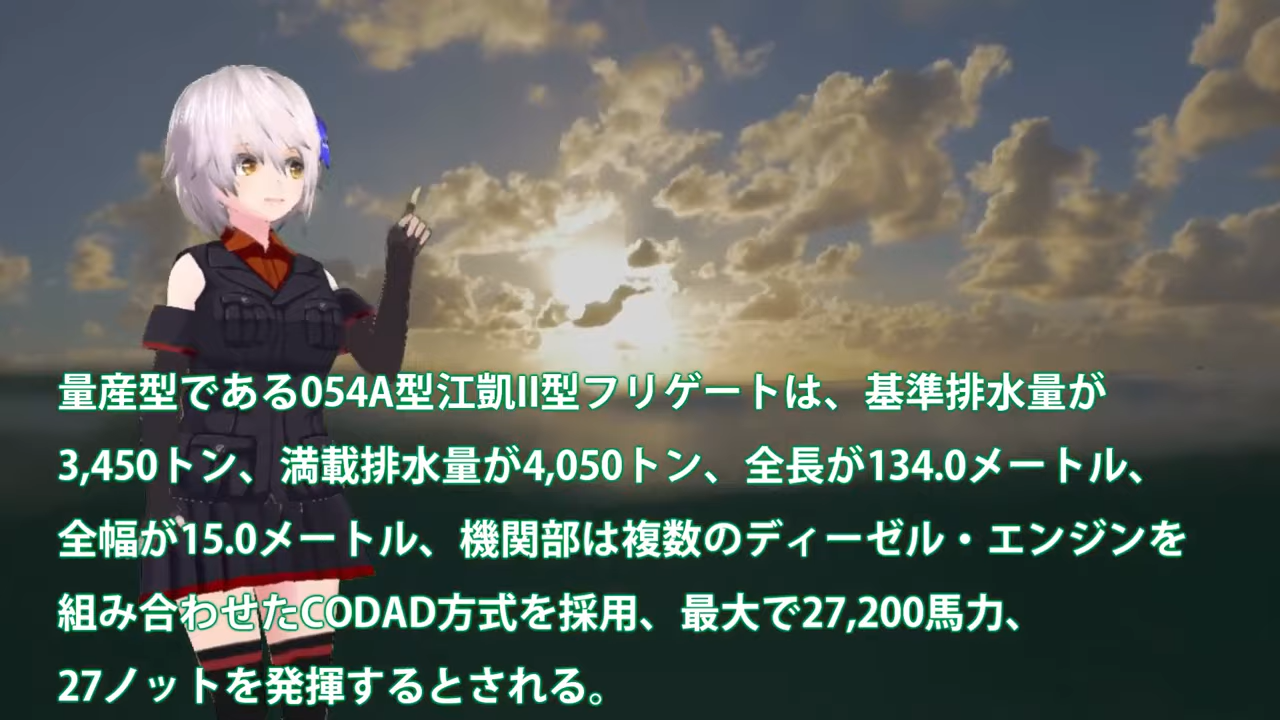 量産型である054A型江凱II型フリゲートは、基準排水量が
3,450トン、満載排水量が4,050トン、全長が134.0メートル、
全幅が15.0メートル、機関部は複数のディーゼル・エンジンを
組み合わせたCODAD方式を採用、最大で27,200馬力、
27ノットを発揮するとされる。